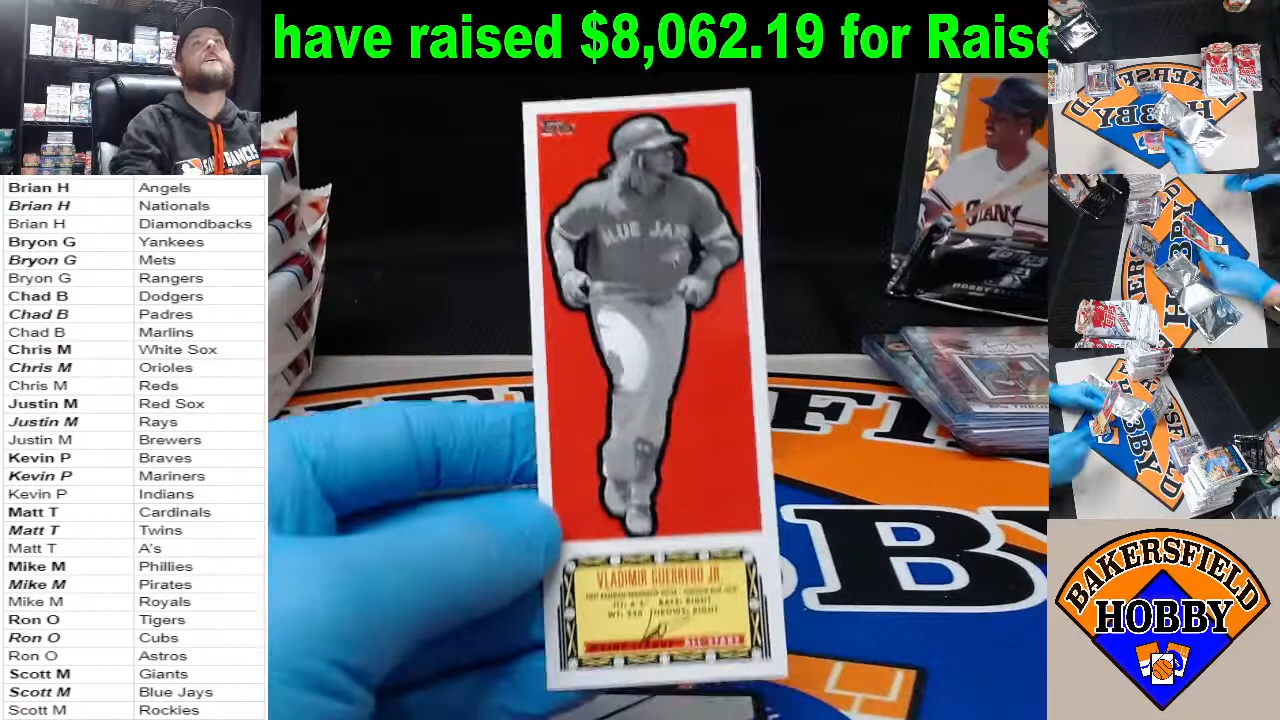 have raised $8,062.19 for Raise
Brian H Angels
Brian H Nationals
Brian H Diamondbacks
Bryon G Yankees
Bryon G Mets
Bryon G Rangers
Chad B Dodgers
Chad B Padres
Chad B Marlins
Chris M White Sox
Chris M Orioles
Chris M Reds
Justin M Red Sox
Justin M Rays
Justin M Brewers
Kevin P Braves
Kevin P Mariners
Kevin P Indians
Matt T Cardinals
Matt T Twins
Matt T A's
Mike M Phillies
Mike M Pirates
Mike M Royals
Ron O Tigers
Ron O Cubs
Ron O Astros
Scott M Giants
Scott M Blue Jays
Scott M Rockies
BLUE JAYS
VLADIMIR GUERRERO JR
GIANTS
BAKERSFIELD
HOBBY